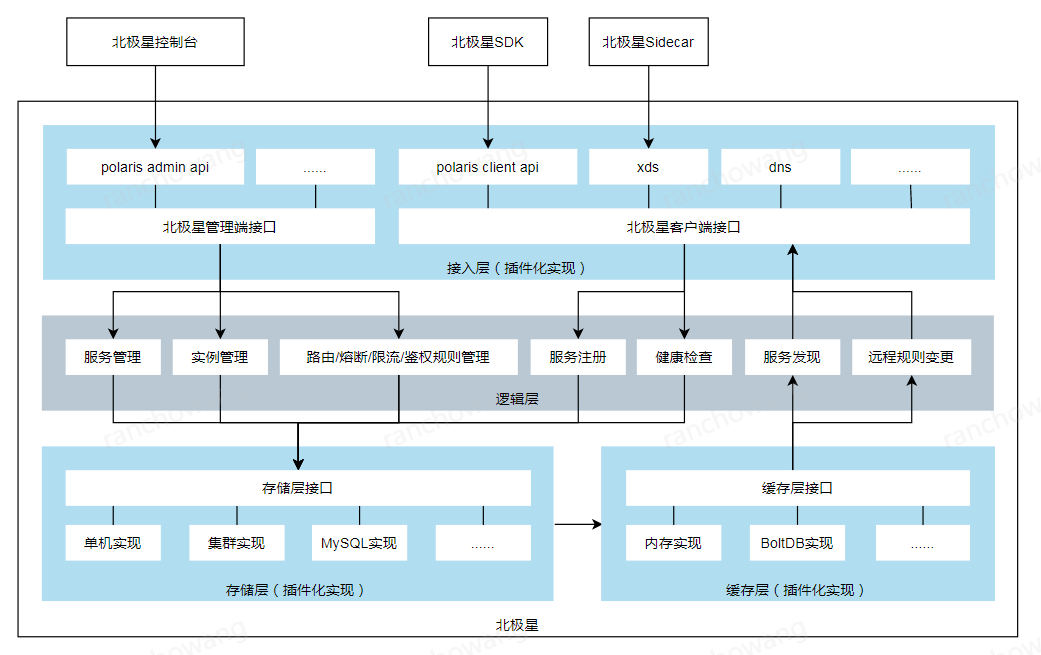 北极星控制台
北极星SDK
北极星Sidecar
polaris admin api
......
polaris client api
xds
dns
......
北极星管理端接口
北极星客户端接口
接入层（插件化实现）
服务管理
实例管理
路由/熔断/限流/鉴权规则管理
服务注册
健康检查
服务发现
远程规则变更
逻辑层
存储层接口
缓存层接口
单机实现
集群实现
MySQL实现
......
内存实现
BoltDB实现
......
存储层（插件化实现）
缓存层（插件化实现）
北极星
ranchowang
ranchowang
ranchowang
ranchow
ranchowang
ranchowang
ranchowang
ranchow